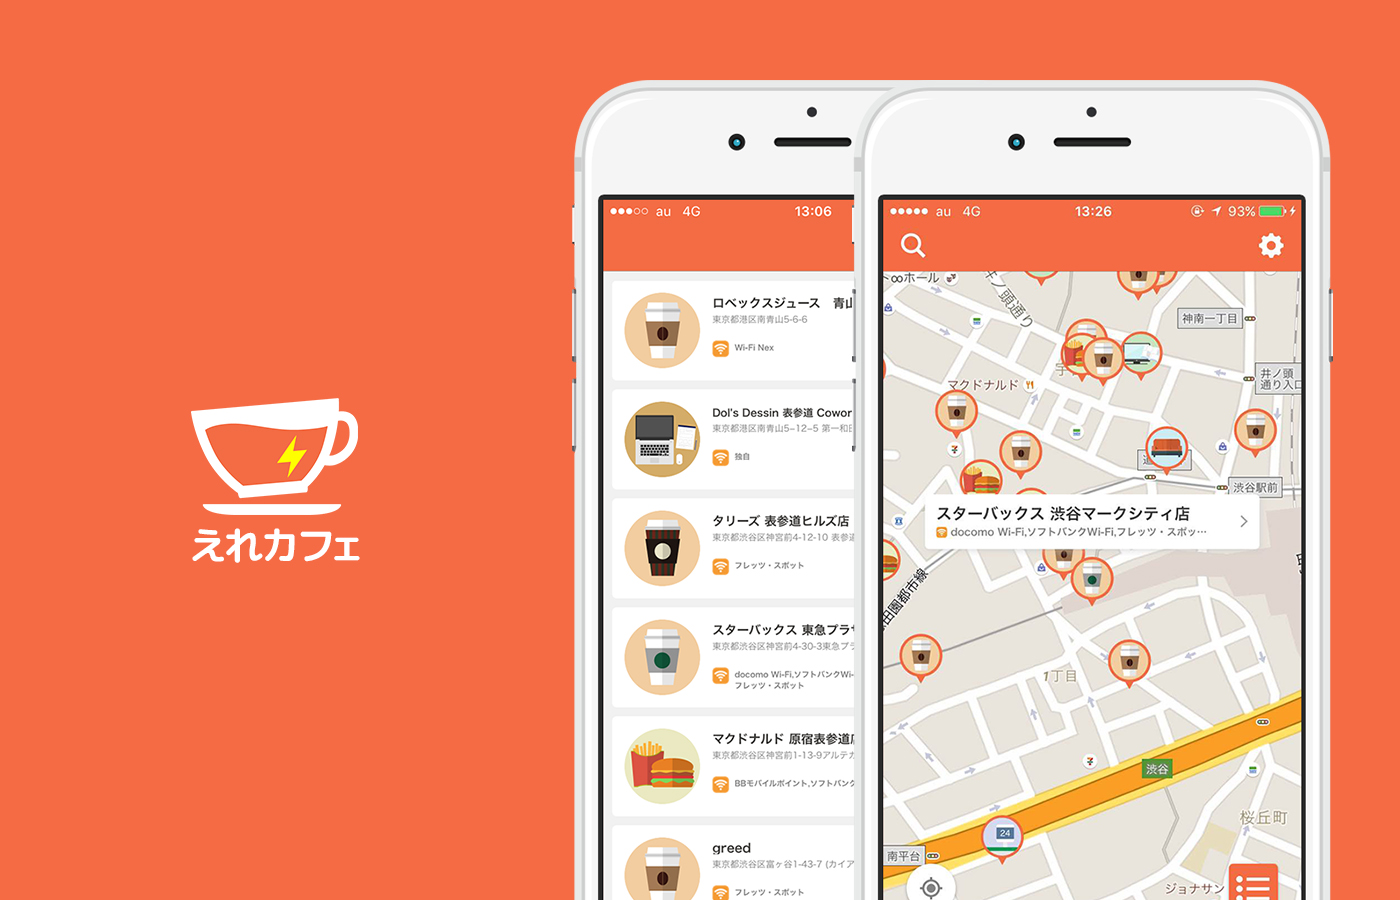 えれカフェ
au 4G 13:06
ロベックスジュース 青山
東京都港区南青山5-6-6
Wi-Fi Nex
Dol's Dessin 表参道 Cowor
東京都港区南青山5−12−5 第一和田
独自
タリーズ 表参道ヒルズ店
東京都渋谷区神宮前4-12-10 表参道
フレッツ・スポット
スターバックス 東急プラザ
東京都渋谷区神宮前4-30-3東急プラ
docomo Wi-Fi,ソフトバンクWi-
フレッツ・スポット
マクドナルド 原宿表参道店
東京都渋谷区神宮前1-13-9アルテカ
BBモバイルポイント,ソフトバンク
greed
東京都渋谷区富ヶ谷1-43-7 (カイア
フレッツ・スポット
au 4G 13:26 93%
ト∞ホール
井ノ頭通り
神南一丁目
井ノ頭
通り入口
マクドナルド
渋谷駅前
スターバックス 渋谷マークシティ店
docomo Wi-Fi,ソフトバンクWi-Fi,フレッツ・スポッ…
田園都市線
1丁目
渋谷
桜丘町
24
南平台
ジョナサン